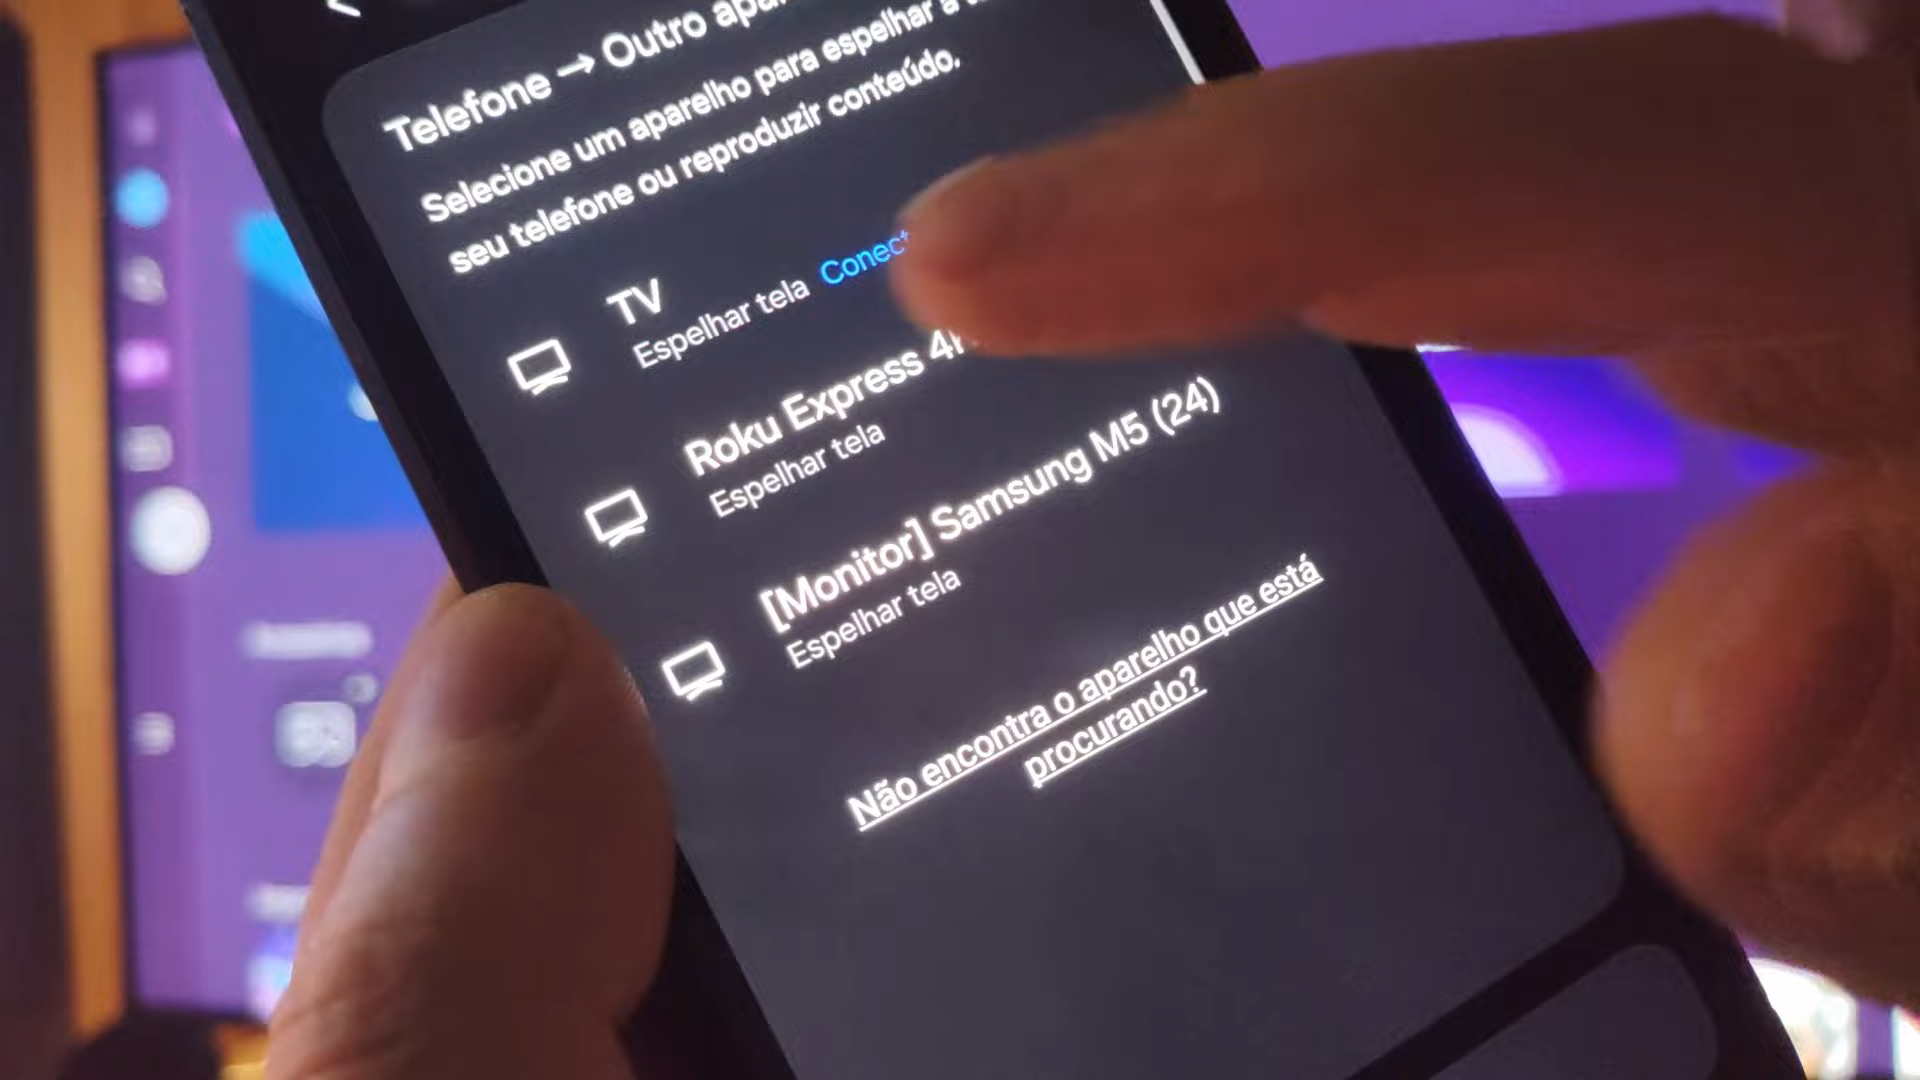 Telefone → Outro
Selecione um aparelho para espelhar a
seu telefone ou reproduzir conteúdo.
TV
Espelhar tela
Roku Express
Espelhar tela
[Monitor] Samsung M5 (24)
Espelhar tela
Não encontra o aparelho que está
procurando?